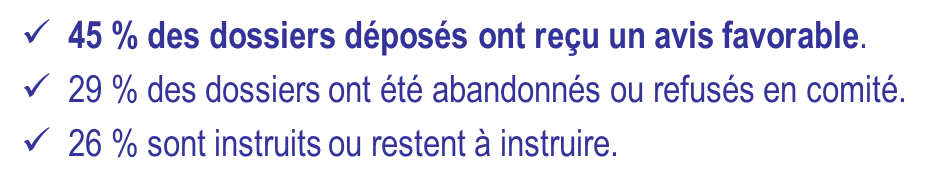 ✓ 45 % des dossiers déposés ont reçu un avis favorable.
✓ 29 % des dossiers ont été abandonnés ou refusés en comité.
✓ 26 % sont instruits ou restent à instruire.